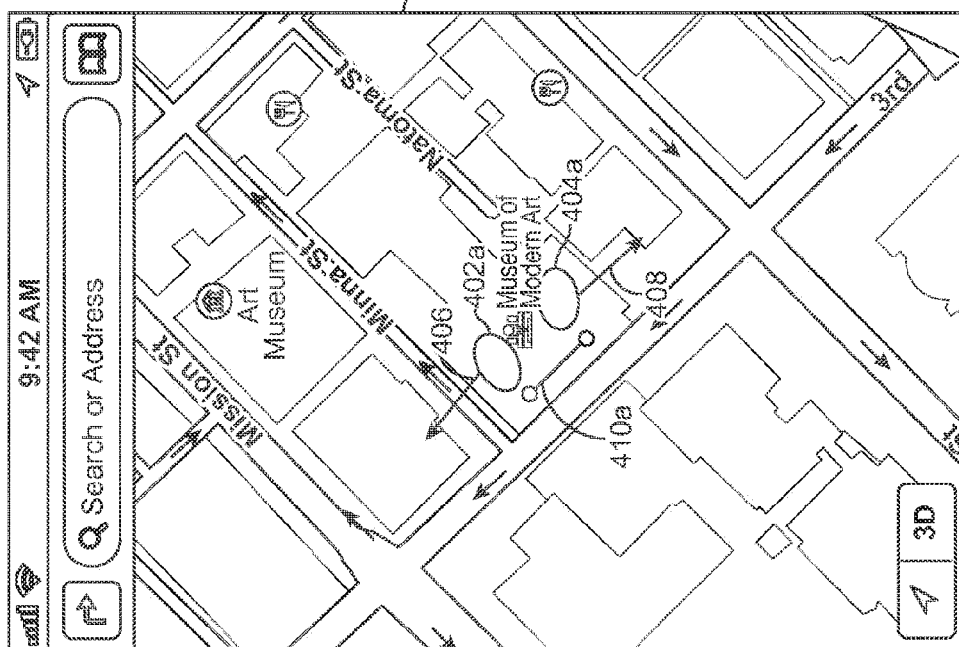 9:42 AM
Search or Address
Mission St
Art
Museum
Minna St
Natoma St
406
402a
Museum of
Modern Art
404a
408
410a
3rd
St
3D